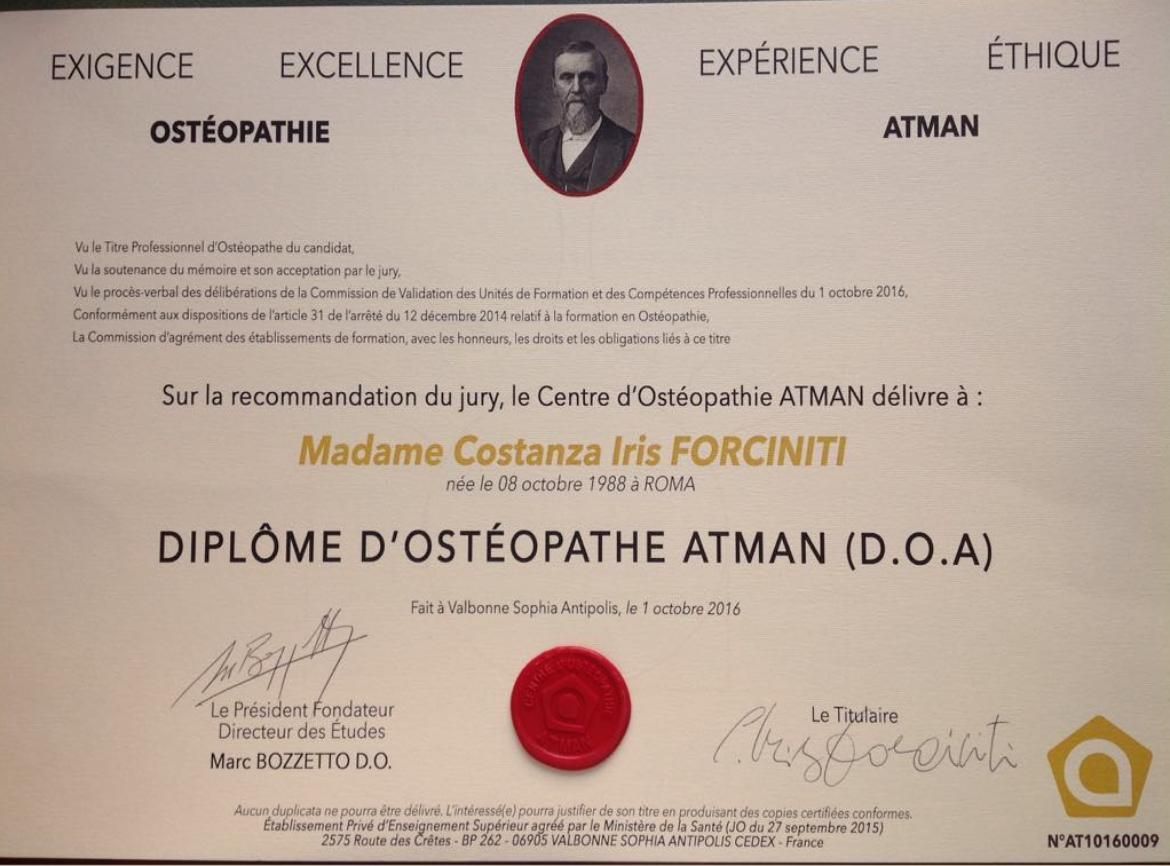 EXIGENCE EXCELLENCE EXPÉRIENCE ÉTHIQUE
OSTÉOPATHIE ATMAN
Vu le Titre Professionnel d'Ostéopathe du candidat,
Vu la soutenance du mémoire et son acceptation par le jury,
Vu le procès-verbal des délibérations de la Commission de Validation des Unités de Formation et des Compétences Professionnelles du 1 octobre 2016,
Conformément aux dispositions de l'article 31 de l'arrêté du 12 décembre 2014 relatif à la formation en Ostéopathie,
La Commission d'agrément des établissements de formation, avec les honneurs, les droits et les obligations liés à ce titre
Sur la recommandation du jury, le Centre d'Ostéopathie ATMAN délivre à :
Madame Costanza Iris FORCINITI
née le 08 octobre 1988 à ROMA
DIPLÔME D'OSTÉOPATHE ATMAN (D.O.A)
Fait à Valbonne Sophia Antipolis, le 1 octobre 2016
Le Président Fondateur
Directeur des Études
Marc BOZZETTO D.O.
CENTRE D'OSTEOPATHIE
ATMAN
Le Titulaire
Aucun duplicata ne pourra être délivré. L'intéressé(e) pourra justifier de son titre en produisant des copies certifiées conformes.
Établissement Privé d'Enseignement Supérieur agréé par le Ministère de la Santé (JO du 27 septembre 2015)
2575 Route des Crêtes - BP 262 - 06905 VALBONNE SOPHIA ANTIPOLIS CEDEX - France
N°AT10160009